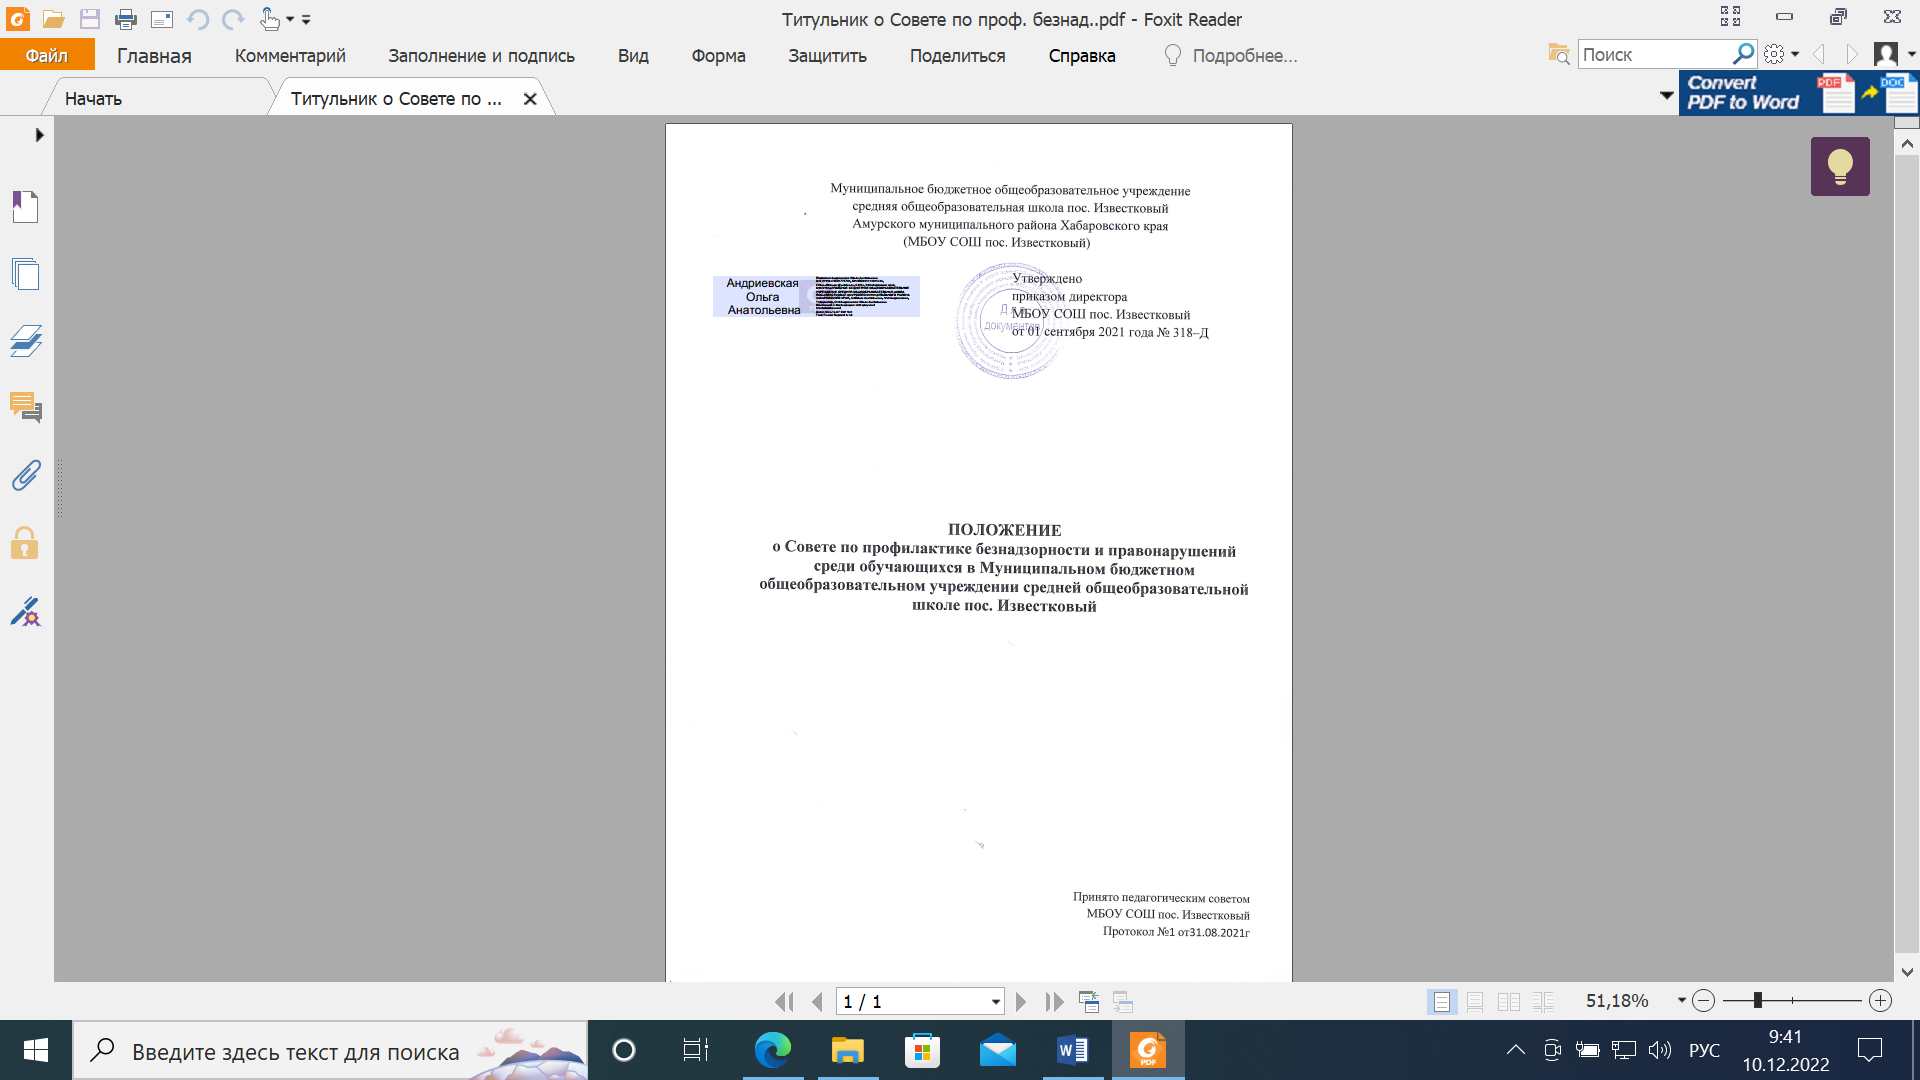 Титульник о Совете по проф. безнад..pdf - Foxit Reader
Файл Главная Комментарий Заполнение и подпись Вид Форма Защитить Поделиться Справка Подробнее... Поиск
Начать Титульник о Совете по ...
Convert
PDF to Word
PDF DOC
Муниципальное бюджетное общеобразовательное учреждение
средняя общеобразовательная школа пос. Известковый
Амурского муниципального района Хабаровского края
(МБОУ СОШ пос. Известковый)
Андриевская
Ольга
Анатольевна
Утверждено
приказом директора
МБОУ СОШ пос. Известковый
от 01 сентября 2021 года № 318–Д
документов
ПОЛОЖЕНИЕ
о Совете по профилактике безнадзорности и правонарушений
среди обучающихся в Муниципальном бюджетном
общеобразовательном учреждении средней общеобразовательной
школе пос. Известковый
Принято педагогическим советом
МБОУ СОШ пос. Известковый
Протокол №1 от31.08.2021г
1 / 1
51,18%
Введите здесь текст для поиска
PDF
РУС
9:41
10.12.2022